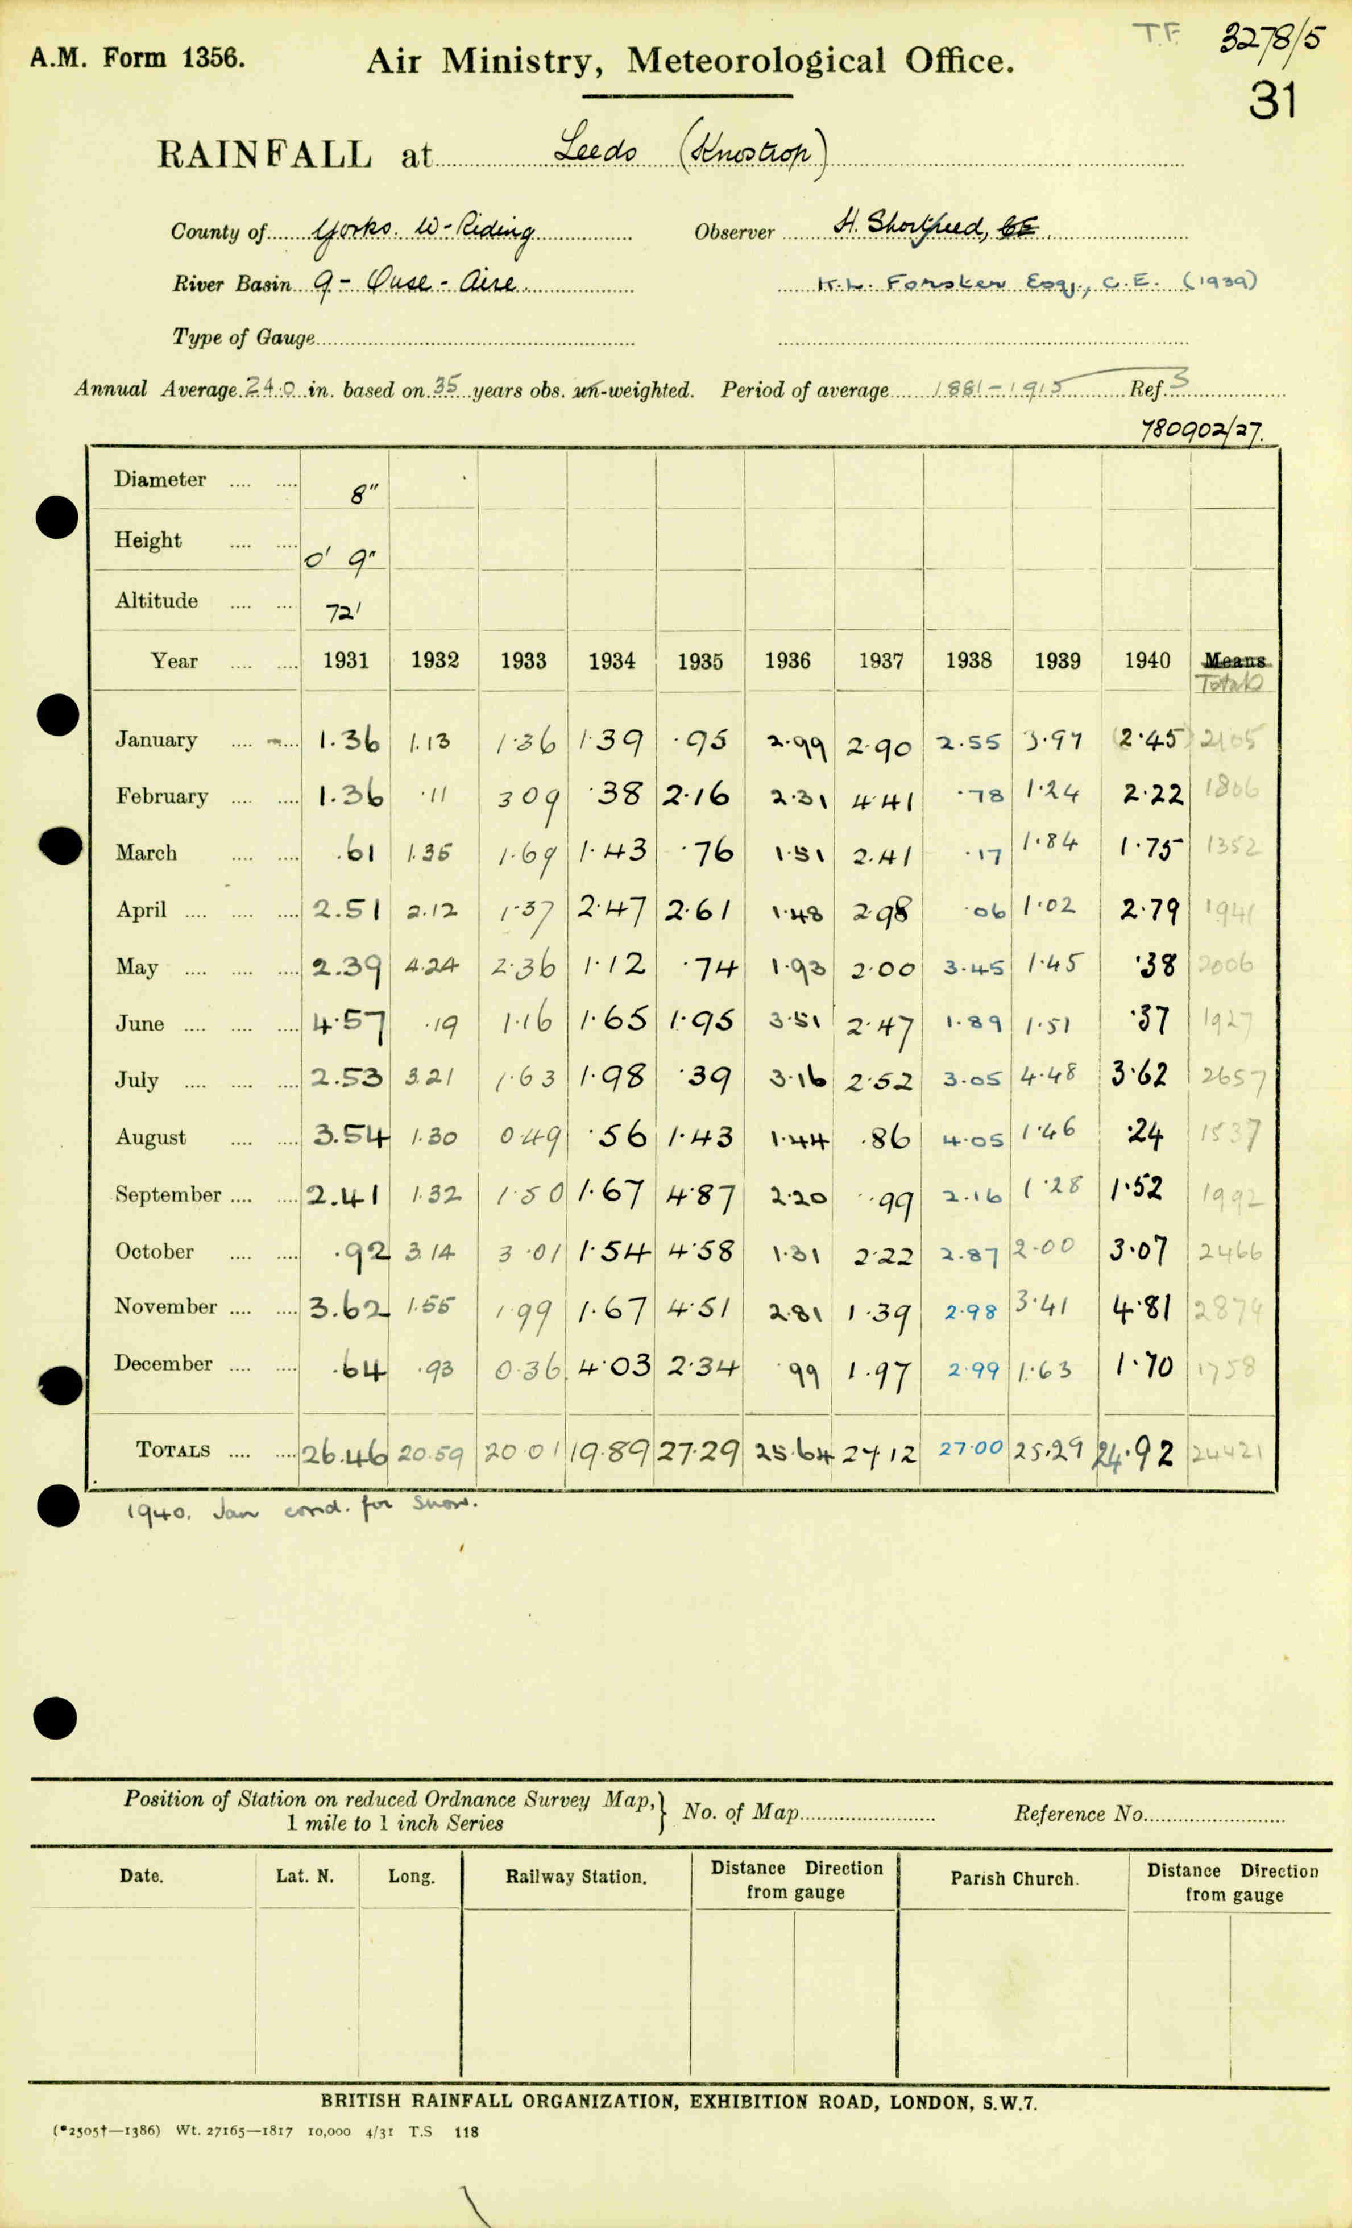 T.F. 3278/5
A.M. Form 1356. Air Ministry, Meteorological Office.
31
RAINFALL at Leeds (Knostrop)
County of Yorks. W-Riding Observer H. Shortreed, CE.
River Basin 9 - Ouse - Aire H.L. Forster Esq., C.E. (1939)
Type of Gauge
Annual Average 24.0 in. based on 35 years obs. un-weighted. Period of average 1881-1915 Ref. 3
780902/27.
Diameter 8"
Height 0' 9"
Altitude 72'
Year 1931 1932 1933 1934 1935 1936 1937 1938 1939 1940 Means
Totals
January 1.36 1.13 1.36 1.39 .95 2.99 2.90 2.55 3.97 (2.45) 2105
February 1.36 .11 3 09 .38 2.16 2.31 4.41 .78 1.24 2.22 1806
March .61 1.35 1.69 1.43 .76 1.51 2.41 .17 1.84 1.75 1352
April 2.51 2.12 1.37 2.47 2.61 1.48 2.98 .06 1.02 2.79 1941
May 2.39 4.24 2.36 1.12 .74 1.93 2.00 3.45 1.45 .38 2006
June 4.57 .19 1.16 1.65 1.95 3.51 2.47 1.89 1.51 .37 1927
July 2.53 3.21 1.63 1.98 .39 3.16 2.52 3.05 4.48 3.62 2657
August 3.54 1.30 0.49 .56 1.43 1.44 .86 4.05 1.46 .24 1537
September 2.41 1.32 1.50 1.67 4.87 2.20 .99 2.16 1.28 1.52 1992
October .92 3.14 3.01 1.54 4.58 1.31 2.22 2.87 2.00 3.07 2466
November 3.62 1.55 1.99 1.67 4.51 2.81 1.39 2.98 3.41 4.81 2874
December .64 .93 0.36 4.03 2.34 .99 1.97 2.99 1.63 1.70 1758
TOTALS 26.46 20.59 20 01 19.89 27.29 25.64 27 12 27.00 25.29 24.92 24421
1940. Jan cond. for snow.
Position of Station on reduced Ordnance Survey Map,} No. of Map Reference No.
1 mile to 1 inch Series
Date. Lat. N. Long. Railway Station. Distance Direction from gauge Parish Church. Distance Direction from gauge
BRITISH RAINFALL ORGANIZATION, EXHIBITION ROAD, LONDON, S.W.7.
(*2505†—1386) Wt. 27165—1817 10,000 4/31 T.S 118